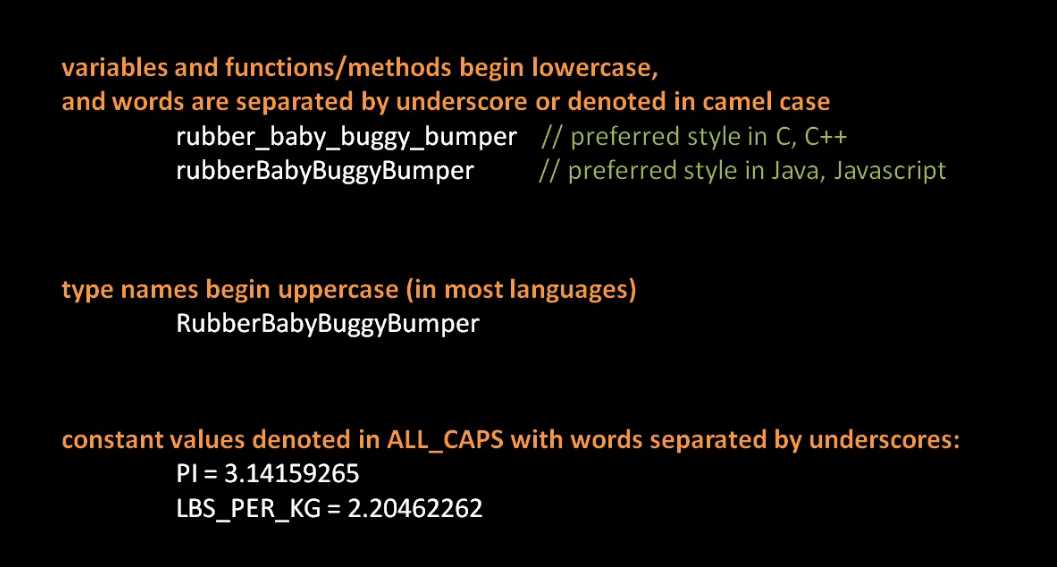 variables and functions/methods begin lowercase,
and words are separated by underscore or denoted in camel case
rubber_baby_buggy_bumper // preferred style in C, C++
rubberBabyBuggyBumper // preferred style in Java, Javascript
type names begin uppercase (in most languages)
RubberBabyBuggyBumper
constant values denoted in ALL_CAPS with words separated by underscores:
PI = 3.14159265
LBS_PER_KG = 2.20462262